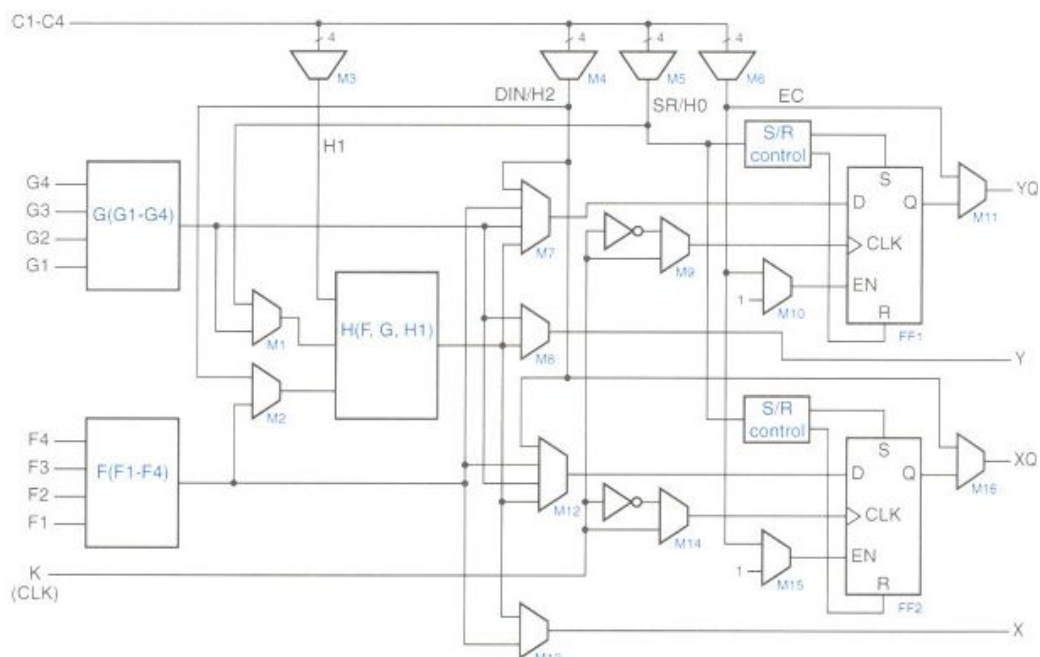 C1-C4
4
4
4
4
M3
M4
M5
M6
DIN/H2
SR/H0
EC
H1
S/R
control
G4
G3
G2
G1
G(G1-G4)
M7
S
D
Q
CLK
EN
R
FF1
M11
YQ
M9
1
M10
M1
H(F, G, H1)
M8
Y
M2
F4
F3
F2
F1
F(F1-F4)
S/R
control
M12
S
D
Q
CLK
EN
R
FF2
M16
XQ
M14
1
M15
K
(CLK)
X